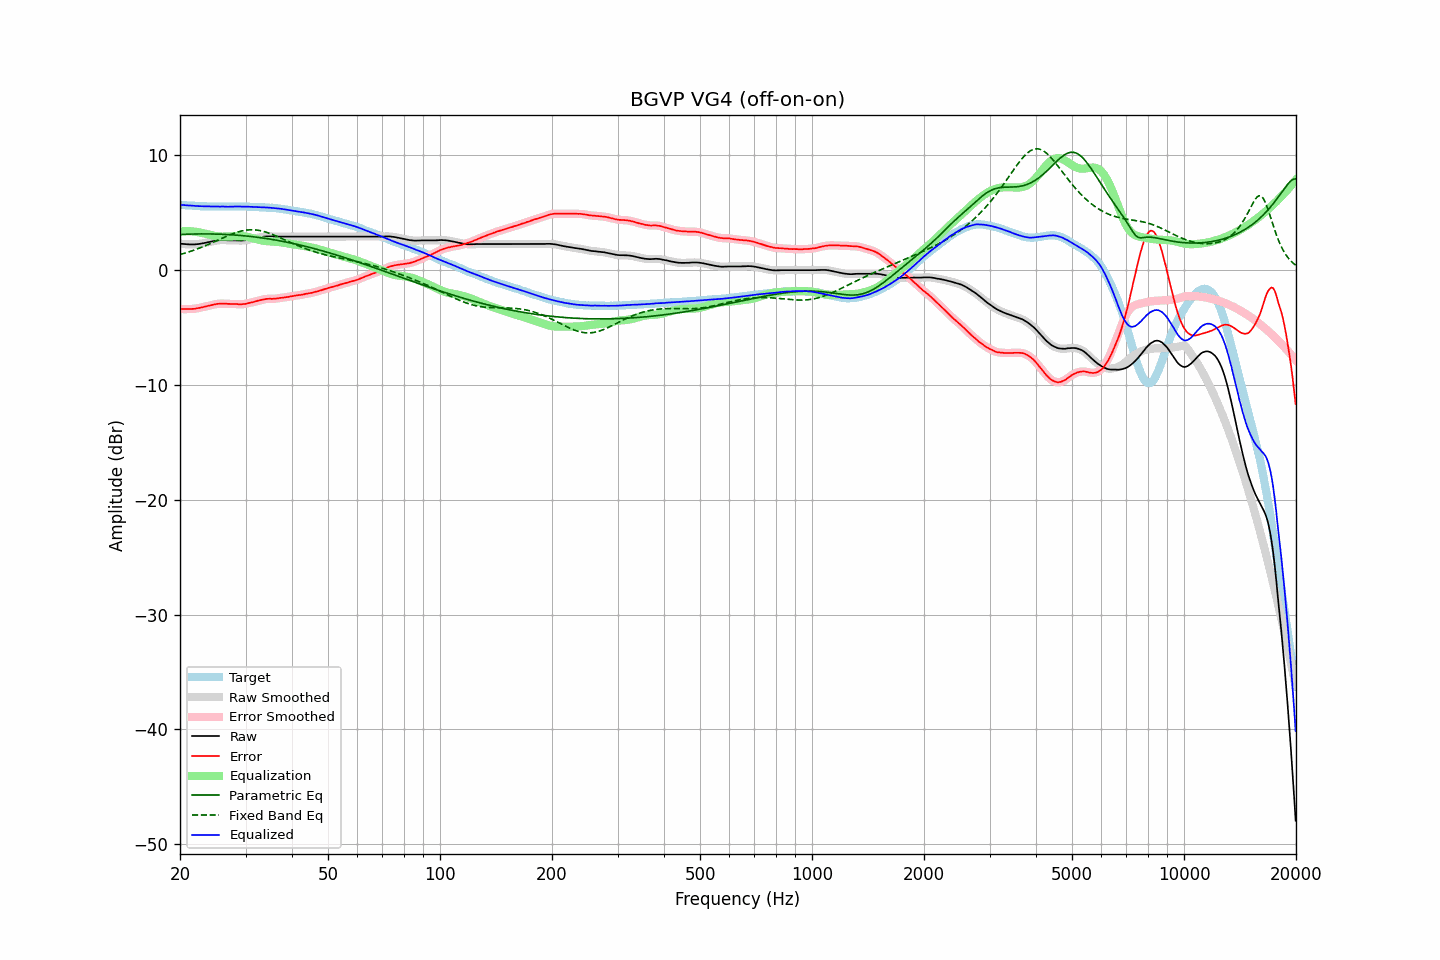 BGVP VG4 (off-on-on)
10
0
−10
−20
−30
−40
−50
Amplitude (dBr)
Target
Raw Smoothed
Error Smoothed
Raw
Error
Equalization
Parametric Eq
Fixed Band Eq
Equalized
20
50
100
200
500
1000
2000
5000
10000
20000
Frequency (Hz)